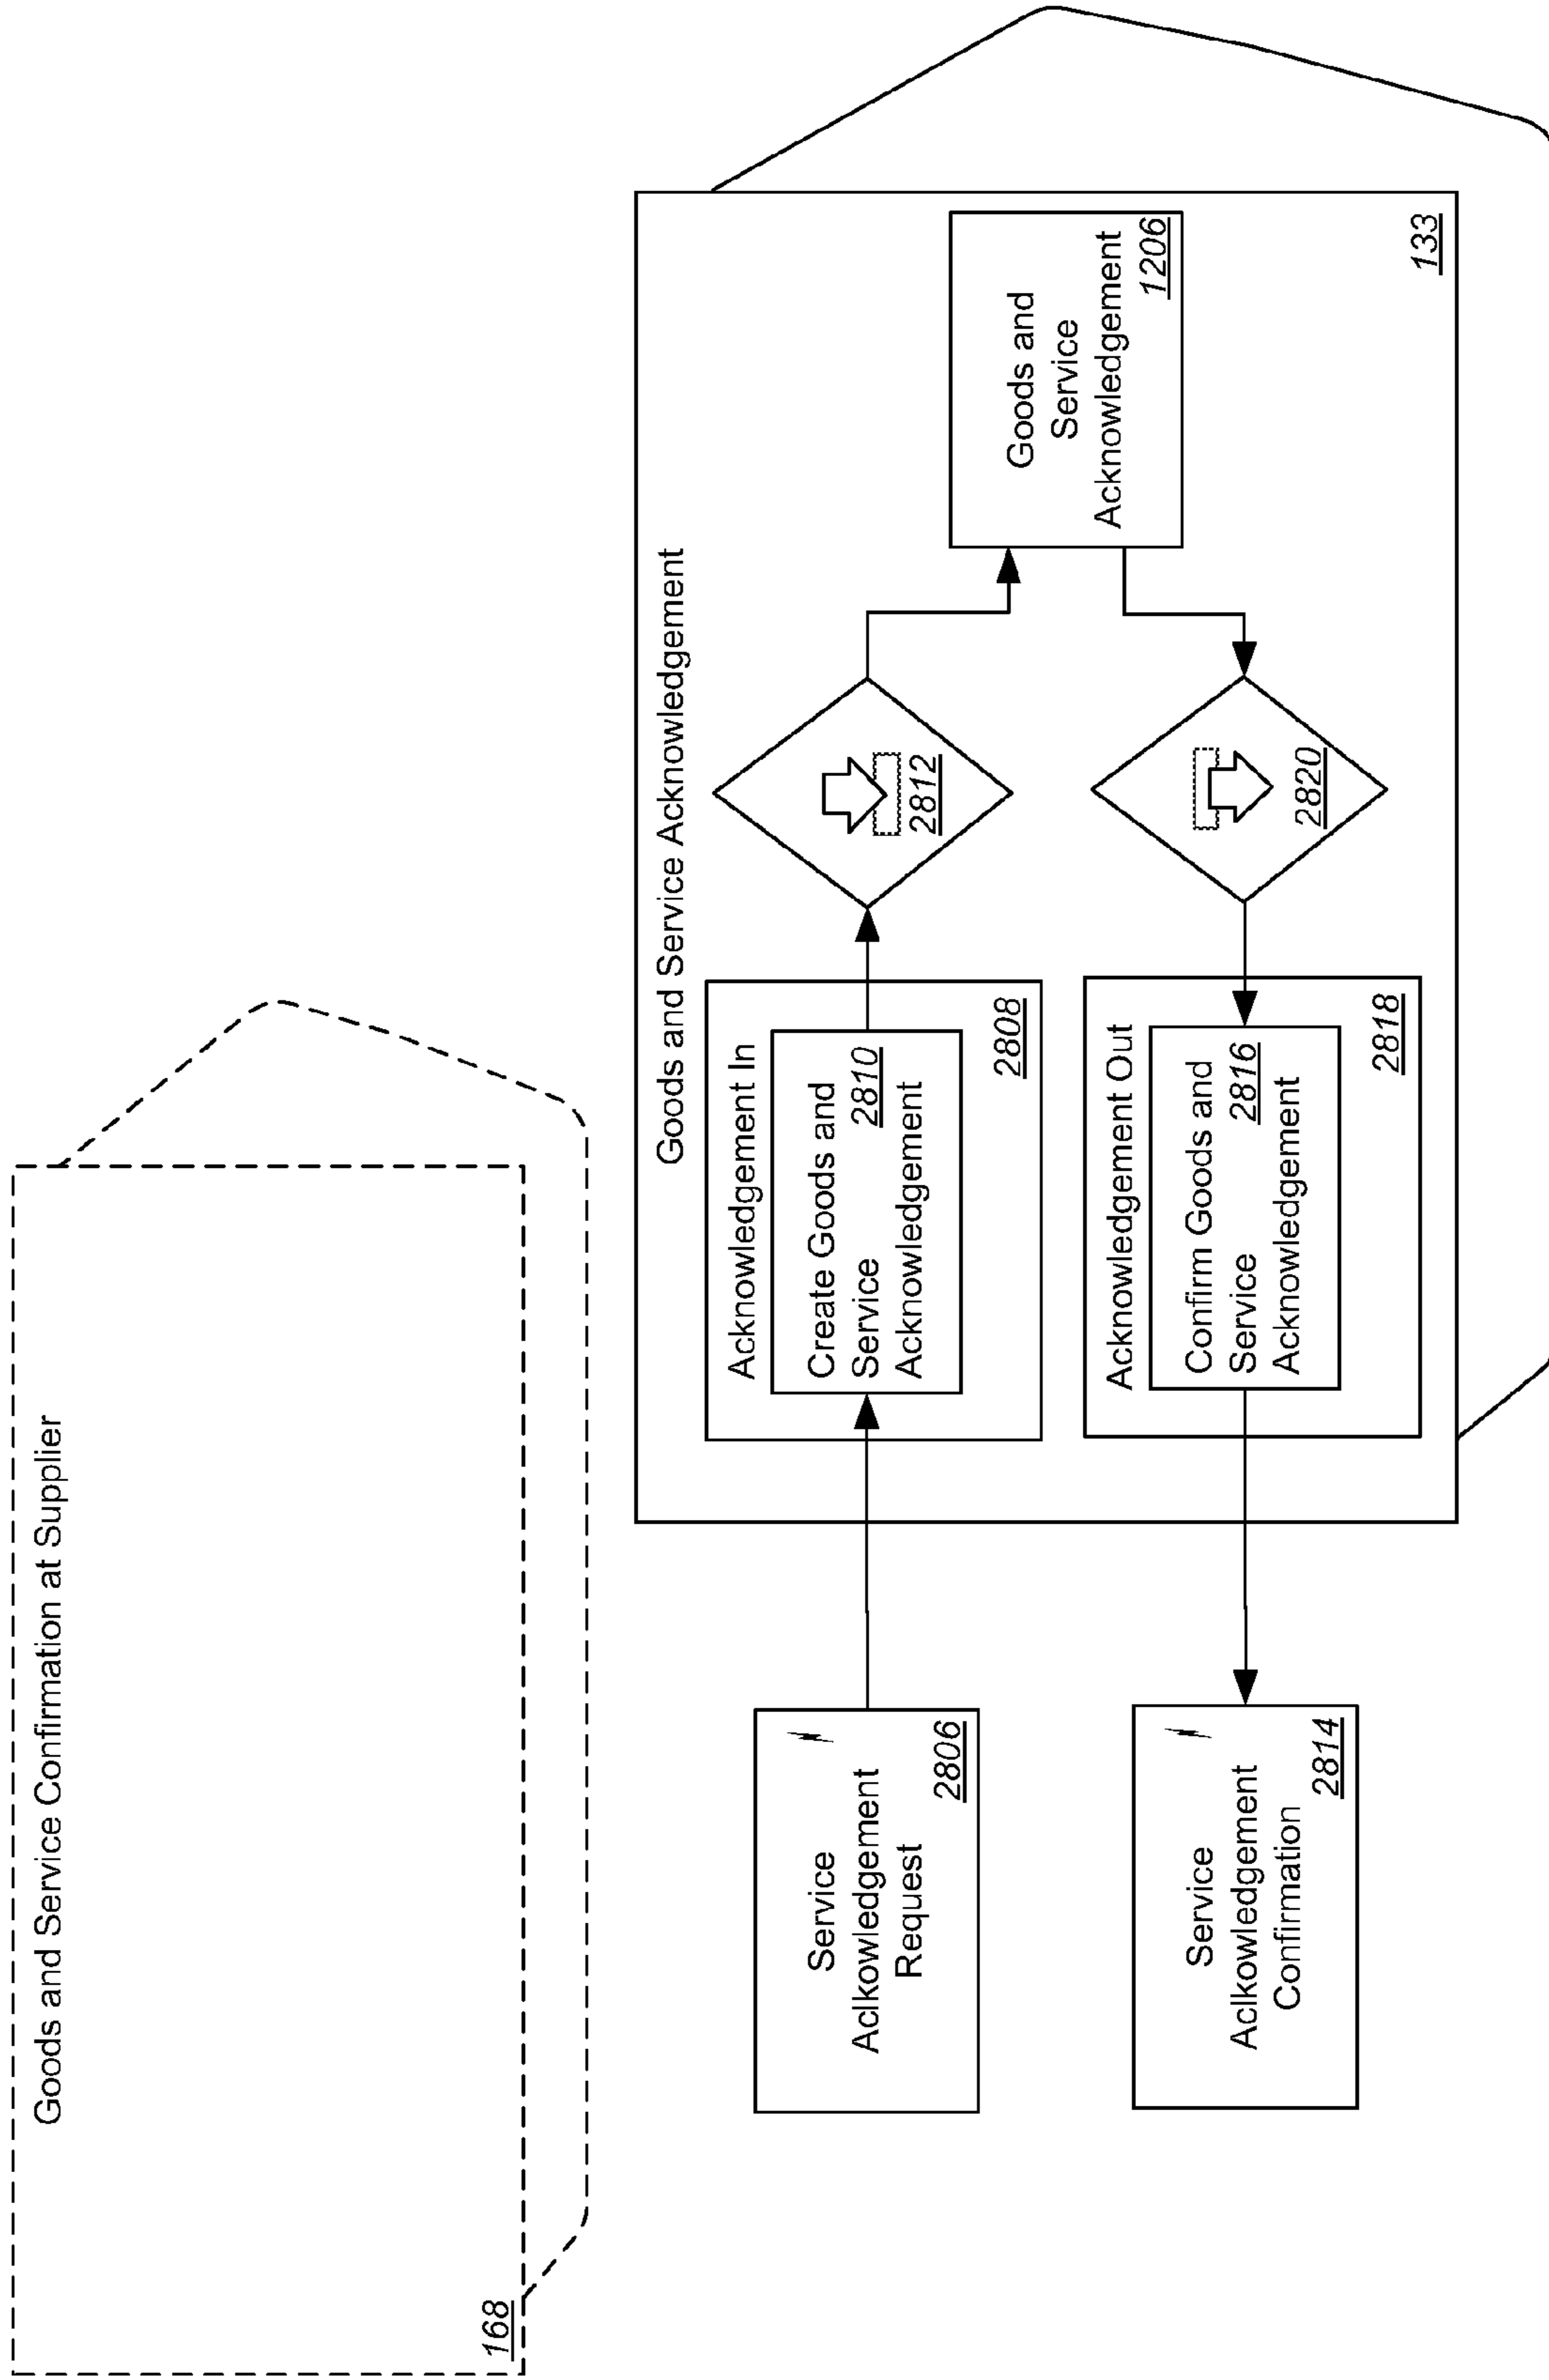 Goods and Service Confirmation at Supplier
168
Goods and Service Acknowledgement
Service
Aclkowledgement
Request
2806
Acknowledgement In
Create Goods and
Service 2810
Acknowledgement
2808
2812
Goods and
Service
Acknowledgement
1206
Service
Aclkowledgement
Confirmation
2814
Acknowledgement Out
Confirm Goods and
Service 2816
Acknowledgement
2818
2820
133